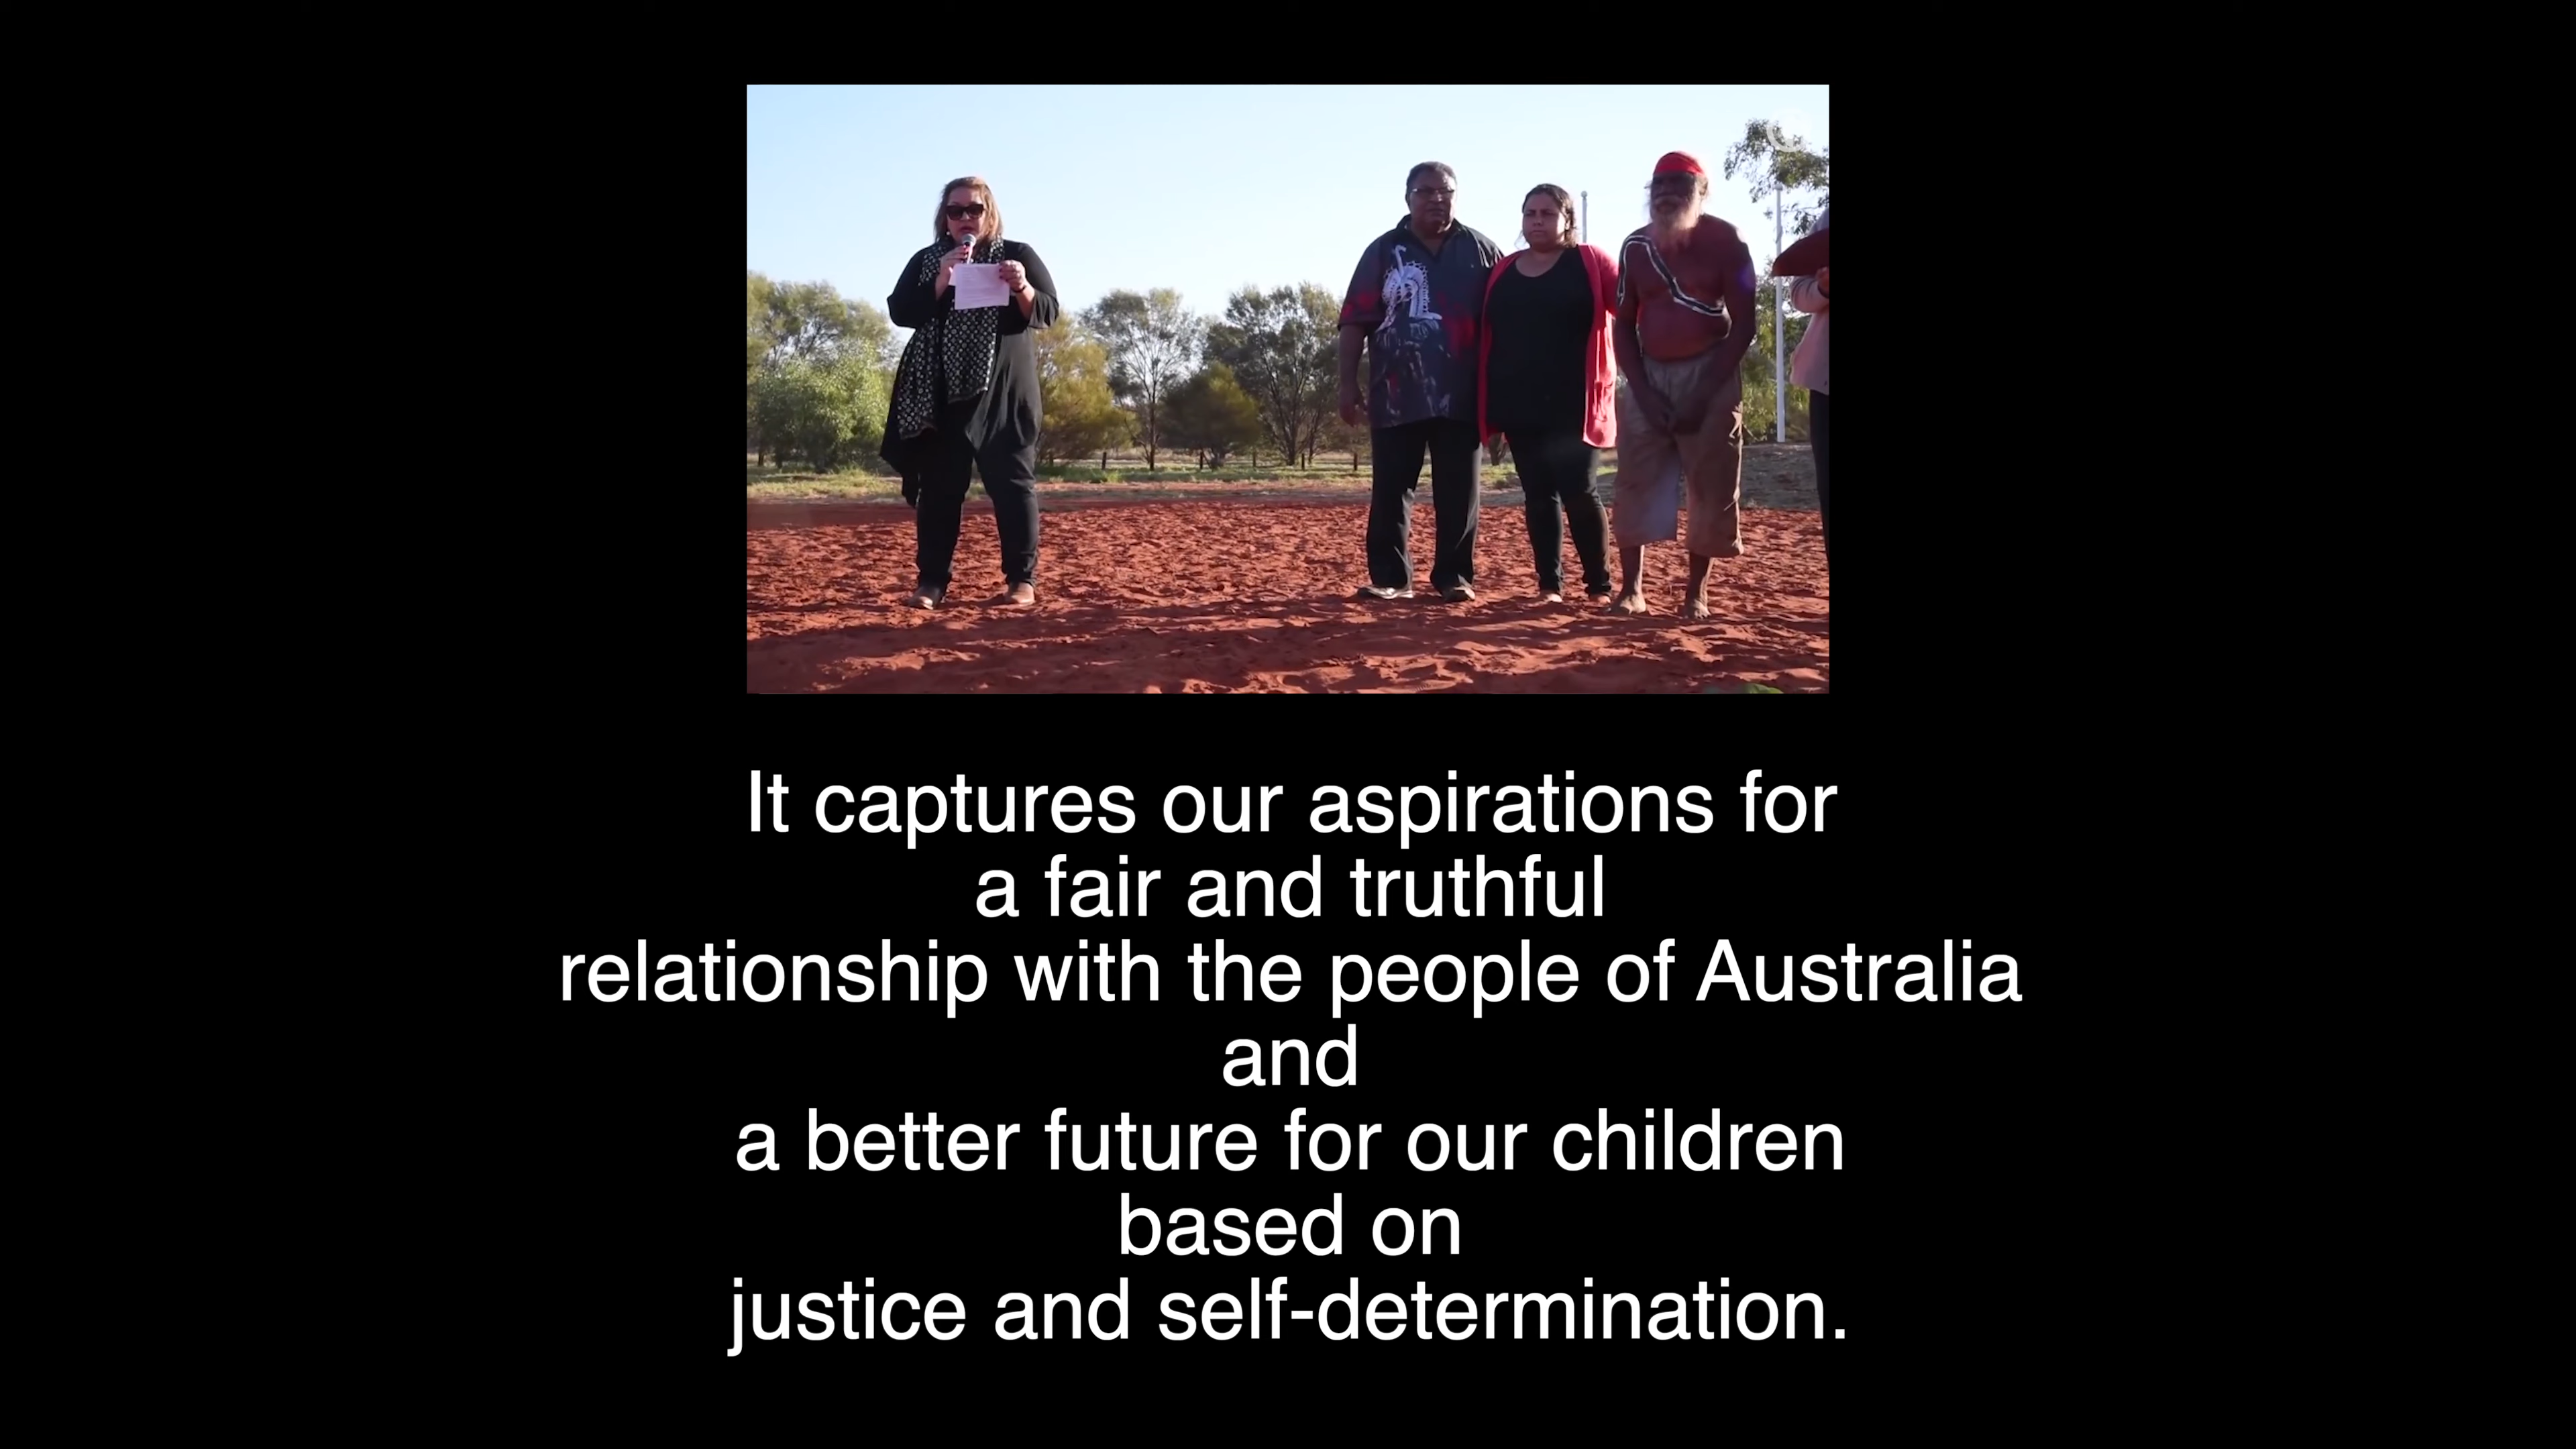 It captures our aspirations for
a fair and truthful
relationship with the people of Australia
and
a better future for our children
based on
justice and self-determination.